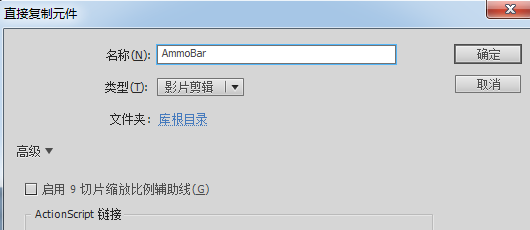 直接复制元件
名称(N): AmmoBar 确定
类型(T): 影片剪辑 取消
文件夹: 库根目录
高级
启用 9 切片缩放比例辅助线(G)
ActionScript 链接